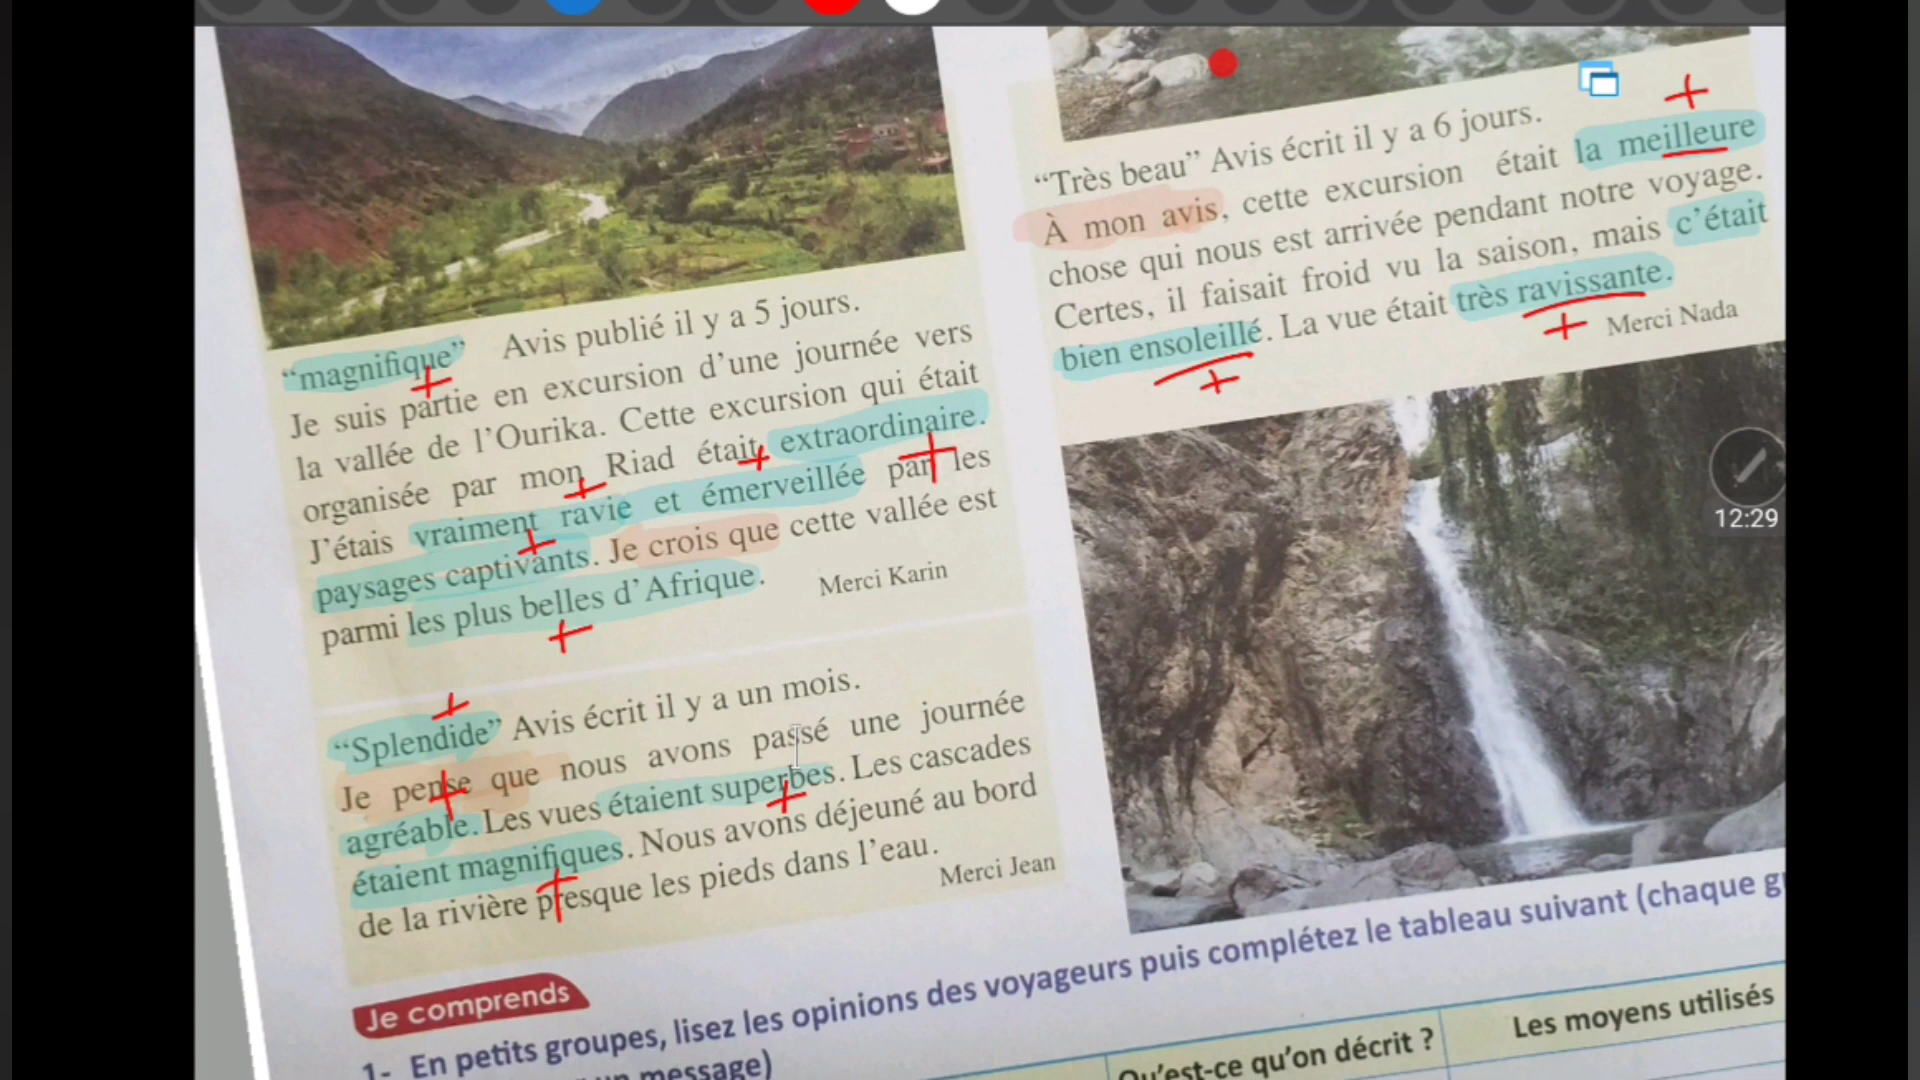 “magnifique” Avis publié il y a 5 jours.
Je suis partie en excursion d’une journée vers
la vallée de l’Ourika. Cette excursion qui était
organisée par mon Riad était extraordinaire.
J’étais vraiment ravie et émerveillée par les
paysages captivants. Je crois que cette vallée est
parmi les plus belles d’Afrique.
Merci Karin
“Splendide” Avis écrit il y a un mois.
Je pense que nous avons passé une journée
agréable. Les vues étaient superbes. Les cascades
étaient magnifiques. Nous avons déjeuné au bord
de la rivière presque les pieds dans l’eau.
Merci Jean
“Très beau” Avis écrit il y a 6 jours.
À mon avis, cette excursion était la meilleure
chose qui nous est arrivée pendant notre voyage.
Certes, il faisait froid vu la saison, mais c’était
bien ensoleillé. La vue était très ravissante.
Merci Nada
12:29
Je comprends
1- En petits groupes, lisez les opinions des voyageurs puis complétez le tableau suivant (chaque
message)
Qu’est-ce qu’on décrit ?
Les moyens utilisés